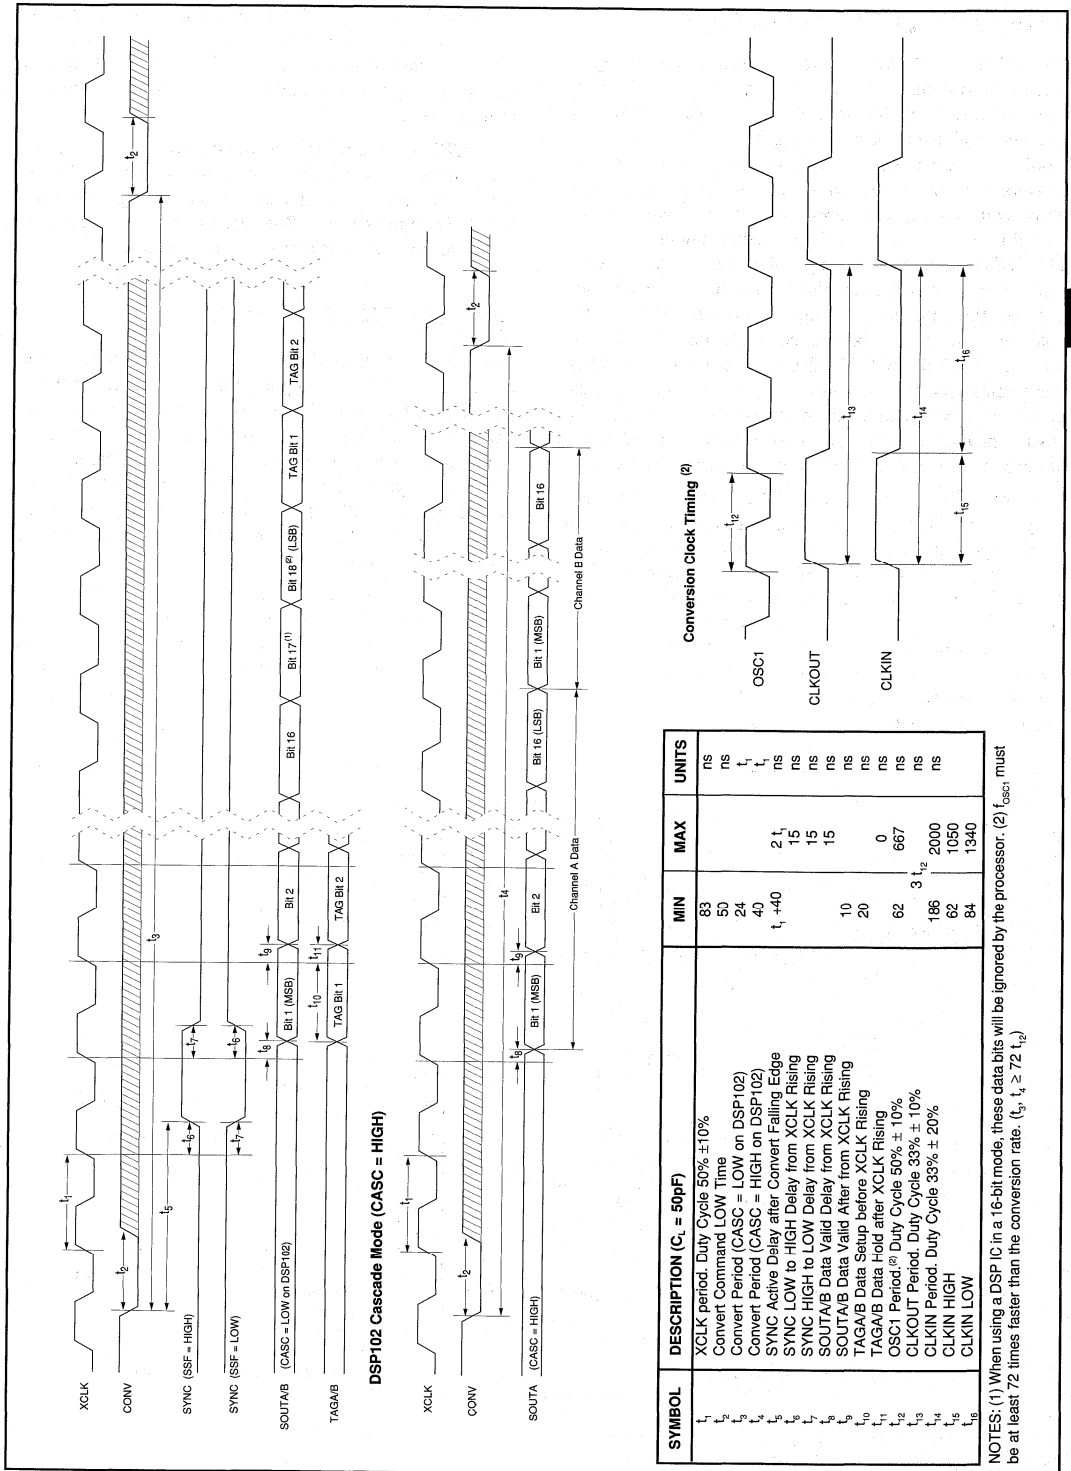 XCLK
CONV
SYNC (SSF = HIGH)
SYNC (SSF = LOW)
SOUTA/B (CASC = LOW on DSP102)
TAGA/B
t1
t2
t3
t2
t5
t6
t7
t7
t6
t8
t9
t10
t11
Bit 1 (MSB)
Bit 2
Bit 16
Bit 17(1)
Bit 18(2) (LSB)
TAG Bit 1
TAG Bit 2
TAG Bit 1
TAG Bit 2
DSP102 Cascade Mode (CASC = HIGH)
XCLK
CONV
SOUTA
(CASC = HIGH)
t1
t2
t4
t2
t8
t9
Bit 1 (MSB)
Bit 2
Bit 16 (LSB)
Bit 1 (MSB)
Bit 16
Channel A Data
Channel B Data
SYMBOL DESCRIPTION (CL = 50pF) MIN MAX UNITS
t1 XCLK period. Duty Cycle 50% ±10% 83 ns
t2 Convert Command LOW Time 50 ns
t3 Convert Period (CASC = LOW on DSP102) 24 t1
t4 Convert Period (CASC = HIGH on DSP102) 40 t1
t5 SYNC Active Delay after Convert Falling Edge t1 +40 2 t1 ns
t6 SYNC LOW to HIGH Delay from XCLK Rising 15 ns
t7 SYNC HIGH to LOW Delay from XCLK Rising 15 ns
t8 SOUTA/B Data Valid Delay from XCLK Rising 15 ns
t9 SOUTA/B Data Valid After from XCLK Rising 10 ns
t10 TAGA/B Data Setup before XCLK Rising 20 ns
t11 TAGA/B Data Hold after XCLK Rising 0 ns
t12 OSC1 Period.(2) Duty Cycle 50% ± 10% 62 667 ns
t13 CLKOUT Period. Duty Cycle 33% ± 10% 3 t12 ns
t14 CLKIN Period. Duty Cycle 33% ± 20% 186 2000 ns
t15 CLKIN HIGH 62 1050
t16 CLKIN LOW 84 1340
NOTES: (1) When using a DSP IC in a 16-bit mode, these data bits will be ignored by the processor. (2) fOSC1 must
be at least 72 times faster than the conversion rate. (t3, t4 ≥ 72 t12)
Conversion Clock Timing (2)
OSC1
CLKOUT
CLKIN
t12
t13
t14
t15
t16